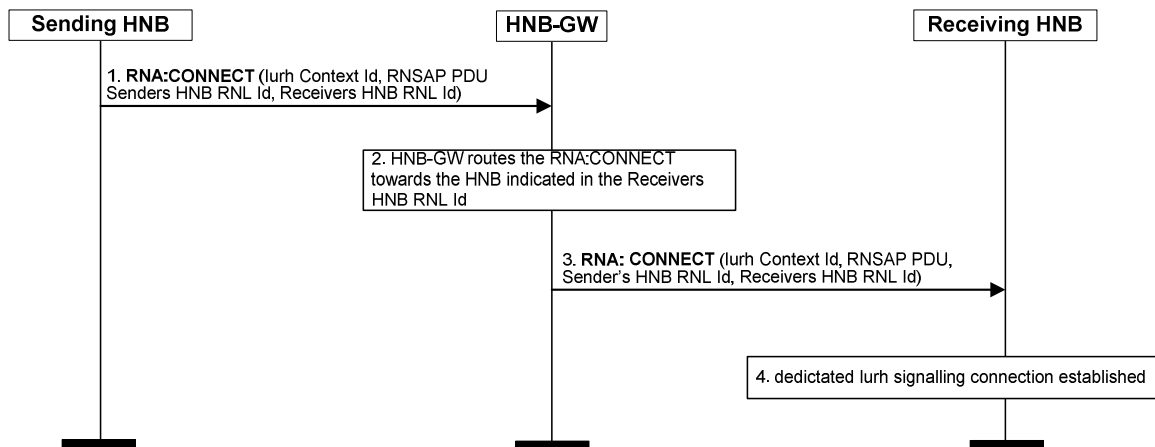 Sending HNB
HNB-GW
Receiving HNB
1. RNA:CONNECT (Iurh Context Id, RNSAP PDU
Senders HNB RNL Id, Receivers HNB RNL Id)
2. HNB-GW routes the RNA:CONNECT
towards the HNB indicated in the Receivers
HNB RNL Id
3. RNA: CONNECT (Iurh Context Id, RNSAP PDU,
Sender's HNB RNL Id, Receivers HNB RNL Id)
4. dedictated Iurh signalling connection established